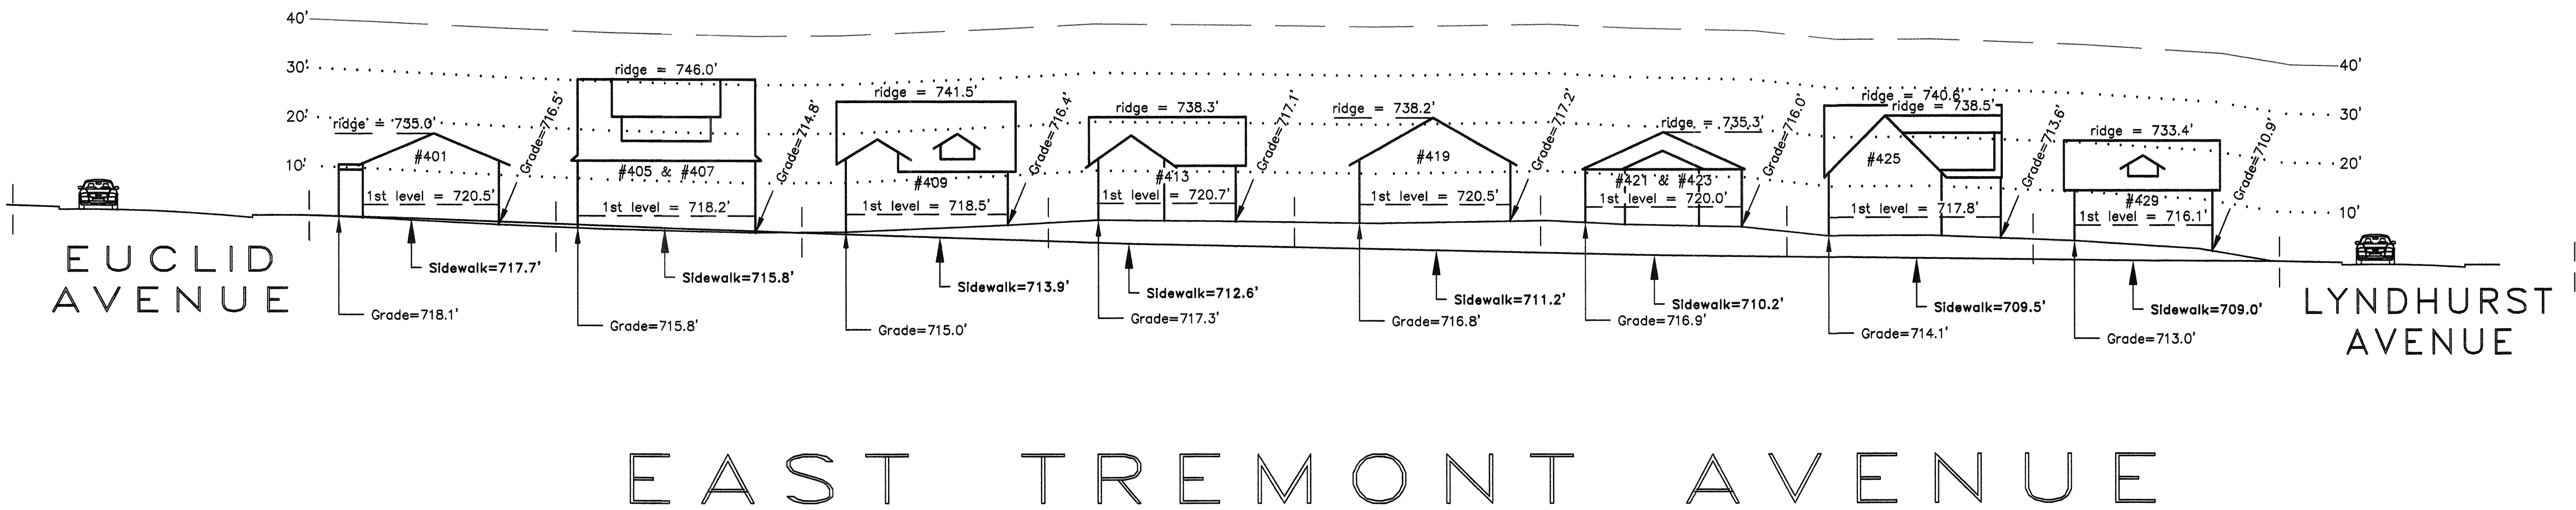 40'
30'
20'
10'
ridge = 735.0'
#401
1st level = 720.5'
Grade=716.5'
Sidewalk=717.7'
Grade=718.1'
ridge = 746.0'
#405 & #407
1st level = 718.2'
Grade=714.8'
Sidewalk=715.8'
Grade=715.8'
ridge = 741.5'
#409
1st level = 718.5'
Grade=716.4'
Sidewalk=713.9'
Grade=715.0'
ridge = 738.3'
#413
1st level = 720.7'
Grade=717.1'
Sidewalk=712.6'
Grade=717.3'
ridge = 738.2'
#419
1st level = 720.5'
Grade=717.2'
Sidewalk=711.2'
Grade=716.8'
ridge = 735.3'
#421 & #423
1st level = 720.0'
Grade=716.0'
Sidewalk=710.2'
Grade=716.9'
ridge = 740.6'
ridge = 738.5'
#425
1st level = 717.8'
Grade=713.6'
Sidewalk=709.5'
Grade=714.1'
ridge = 733.4'
#429
1st level = 716.1'
Grade=710.9'
Sidewalk=709.0'
Grade=713.0'
40'
30'
20'
10'
EUCLID
AVENUE
LYNDHURST
AVENUE
EAST TREMONT AVENUE